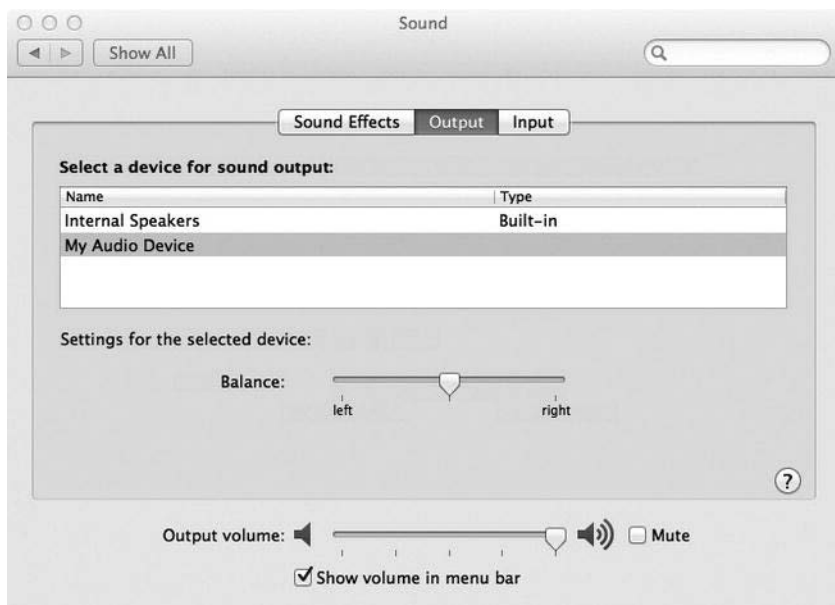 Sound
Show All
Sound Effects Output Input
Select a device for sound output:
Name Type
Internal Speakers Built-in
My Audio Device
Settings for the selected device:
Balance:
left right
?
Output volume: Mute
Show volume in menu bar